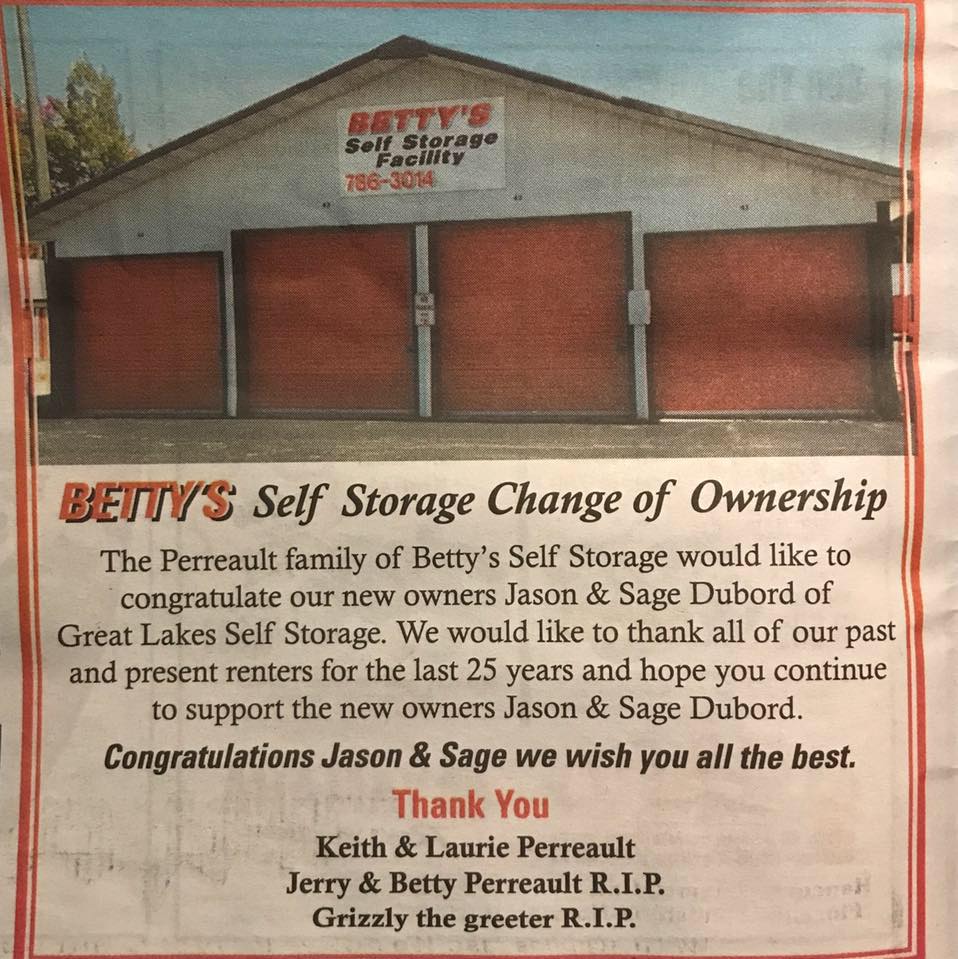 BETTY'S
Self Storage
Facility
786-3014
BETTY'S Self Storage Change of Ownership
The Perreault family of Betty's Self Storage would like to
congratulate our new owners Jason & Sage Dubord of
Great Lakes Self Storage. We would like to thank all of our past
and present renters for the last 25 years and hope you continue
to support the new owners Jason & Sage Dubord.
Congratulations Jason & Sage we wish you all the best.
Thank You
Keith & Laurie Perreault
Jerry & Betty Perreault R.I.P.
Grizzly the greeter R.I.P.